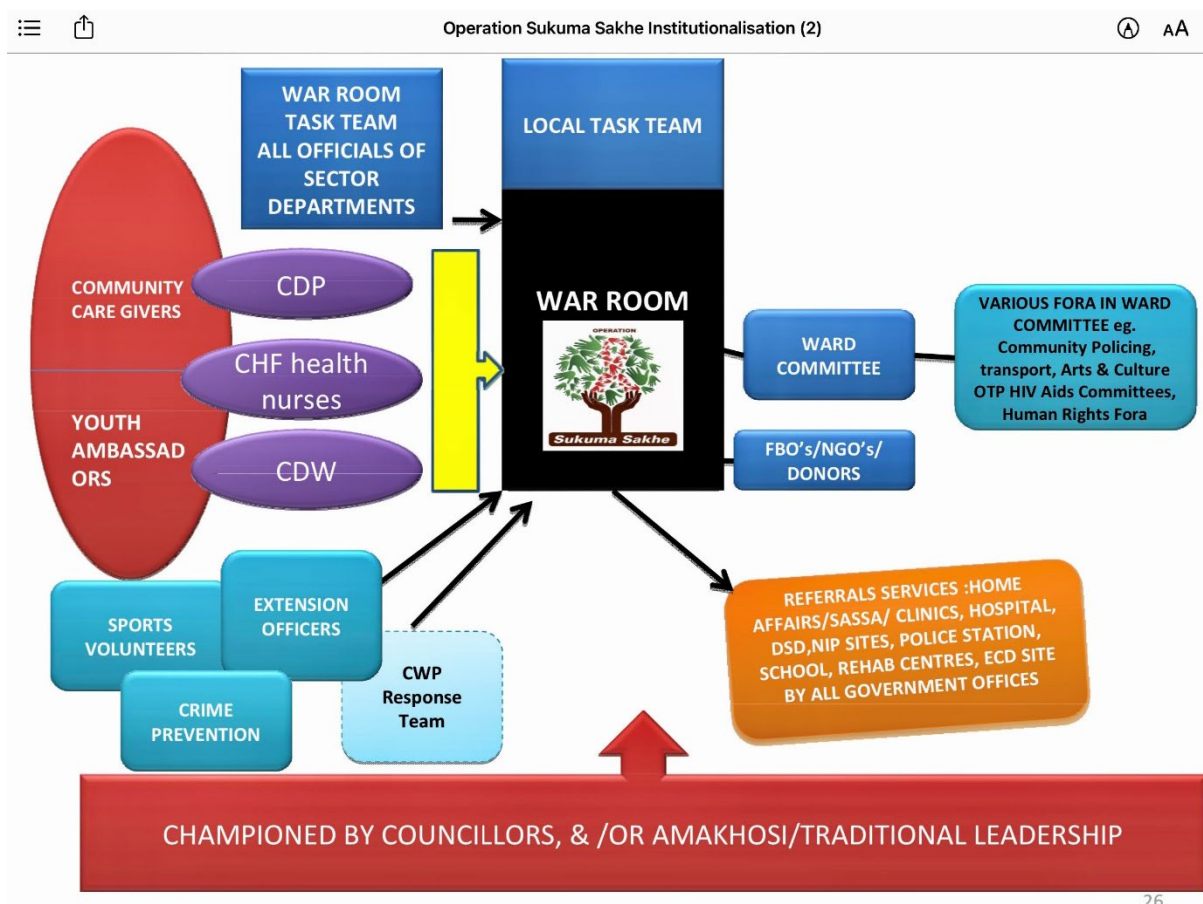 Operation Sukuma Sakhe Institutionalisation (2)
AA
WAR ROOM
TASK TEAM
ALL OFFICIALS OF
SECTOR
DEPARTMENTS
LOCAL TASK TEAM
COMMUNITY
CARE GIVERS
YOUTH
AMBASSAD
ORS
CDP
CHF health
nurses
CDW
WAR ROOM
OPERATION
Sukuma Sakhe
WARD
COMMITTEE
VARIOUS FORA IN WARD
COMMITTEE eg.
Community Policing,
transport, Arts & Culture
OTP HIV Aids Committees,
Human Rights Fora
FBO's/NGO's/
DONORS
SPORTS
VOLUNTEERS
EXTENSION
OFFICERS
CRIME
PREVENTION
CWP
Response
Team
REFERRALS SERVICES :HOME
AFFAIRS/SASSA/ CLINICS, HOSPITAL,
DSD,NIP SITES, POLICE STATION,
SCHOOL, REHAB CENTRES, ECD SITE
BY ALL GOVERNMENT OFFICES
CHAMPIONED BY COUNCILLORS, & /OR AMAKHOSI/TRADITIONAL LEADERSHIP
26